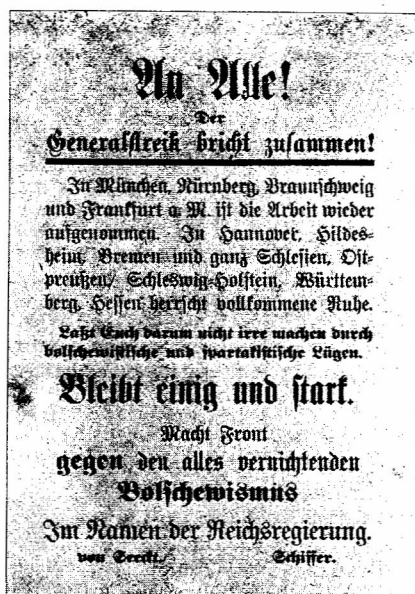 An Alle!
Der
Generalstreik bricht zusammen!
In München, Nürnberg, Braunschweig
und Frankfurt a. M. ist die Arbeit wieder
aufgenommen. In Hannover, Hildes-
heim, Bremen und ganz Schlesien, Ost-
preußen, Schleswig-Holstein, Württem-
berg, Hessen herrscht vollkommene Ruhe.
Laßt Euch darum nicht irre machen durch
bolschewistische und spartakistische Lügen.
Bleibt einig und stark.
Macht Front
gegen den alles vernichtenden
Bolschewismus
Im Namen der Reichsregierung.
von Seeckt. Schiffer.